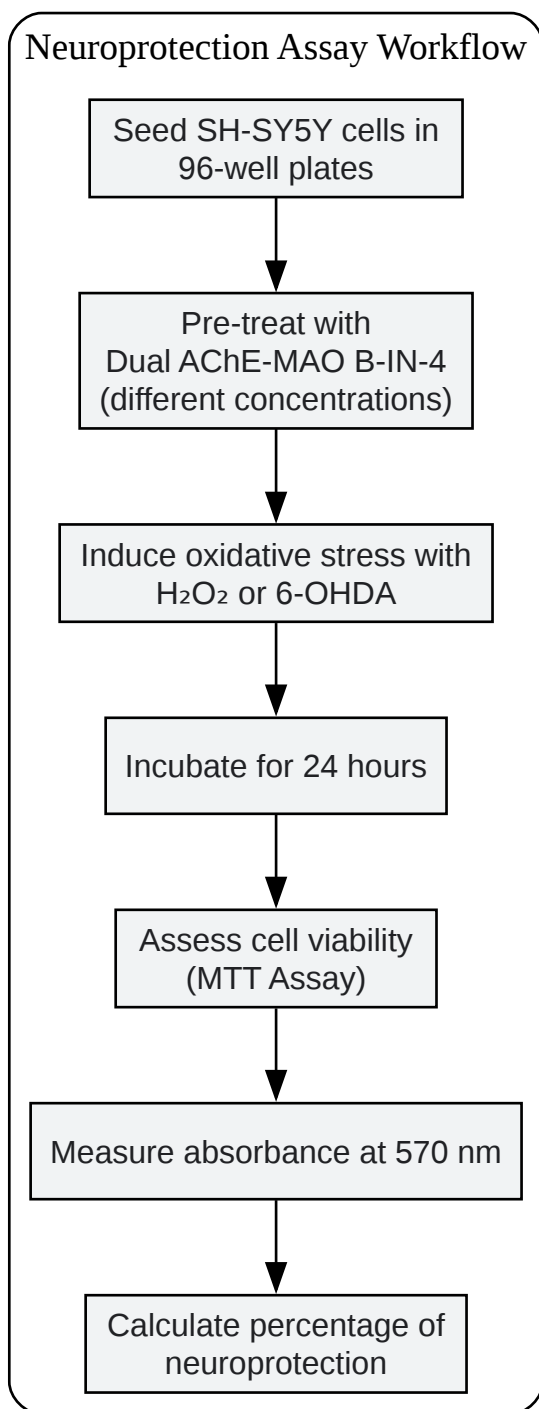 Neuroprotection Assay Workflow
Seed SH-SY5Y cells in
96-well plates
Pre-treat with
Dual AChE-MAO B-IN-4
(different concentrations)
Induce oxidative stress with
H₂O₂ or 6-OHDA
Incubate for 24 hours
Assess cell viability
(MTT Assay)
Measure absorbance at 570 nm
Calculate percentage of
neuroprotection